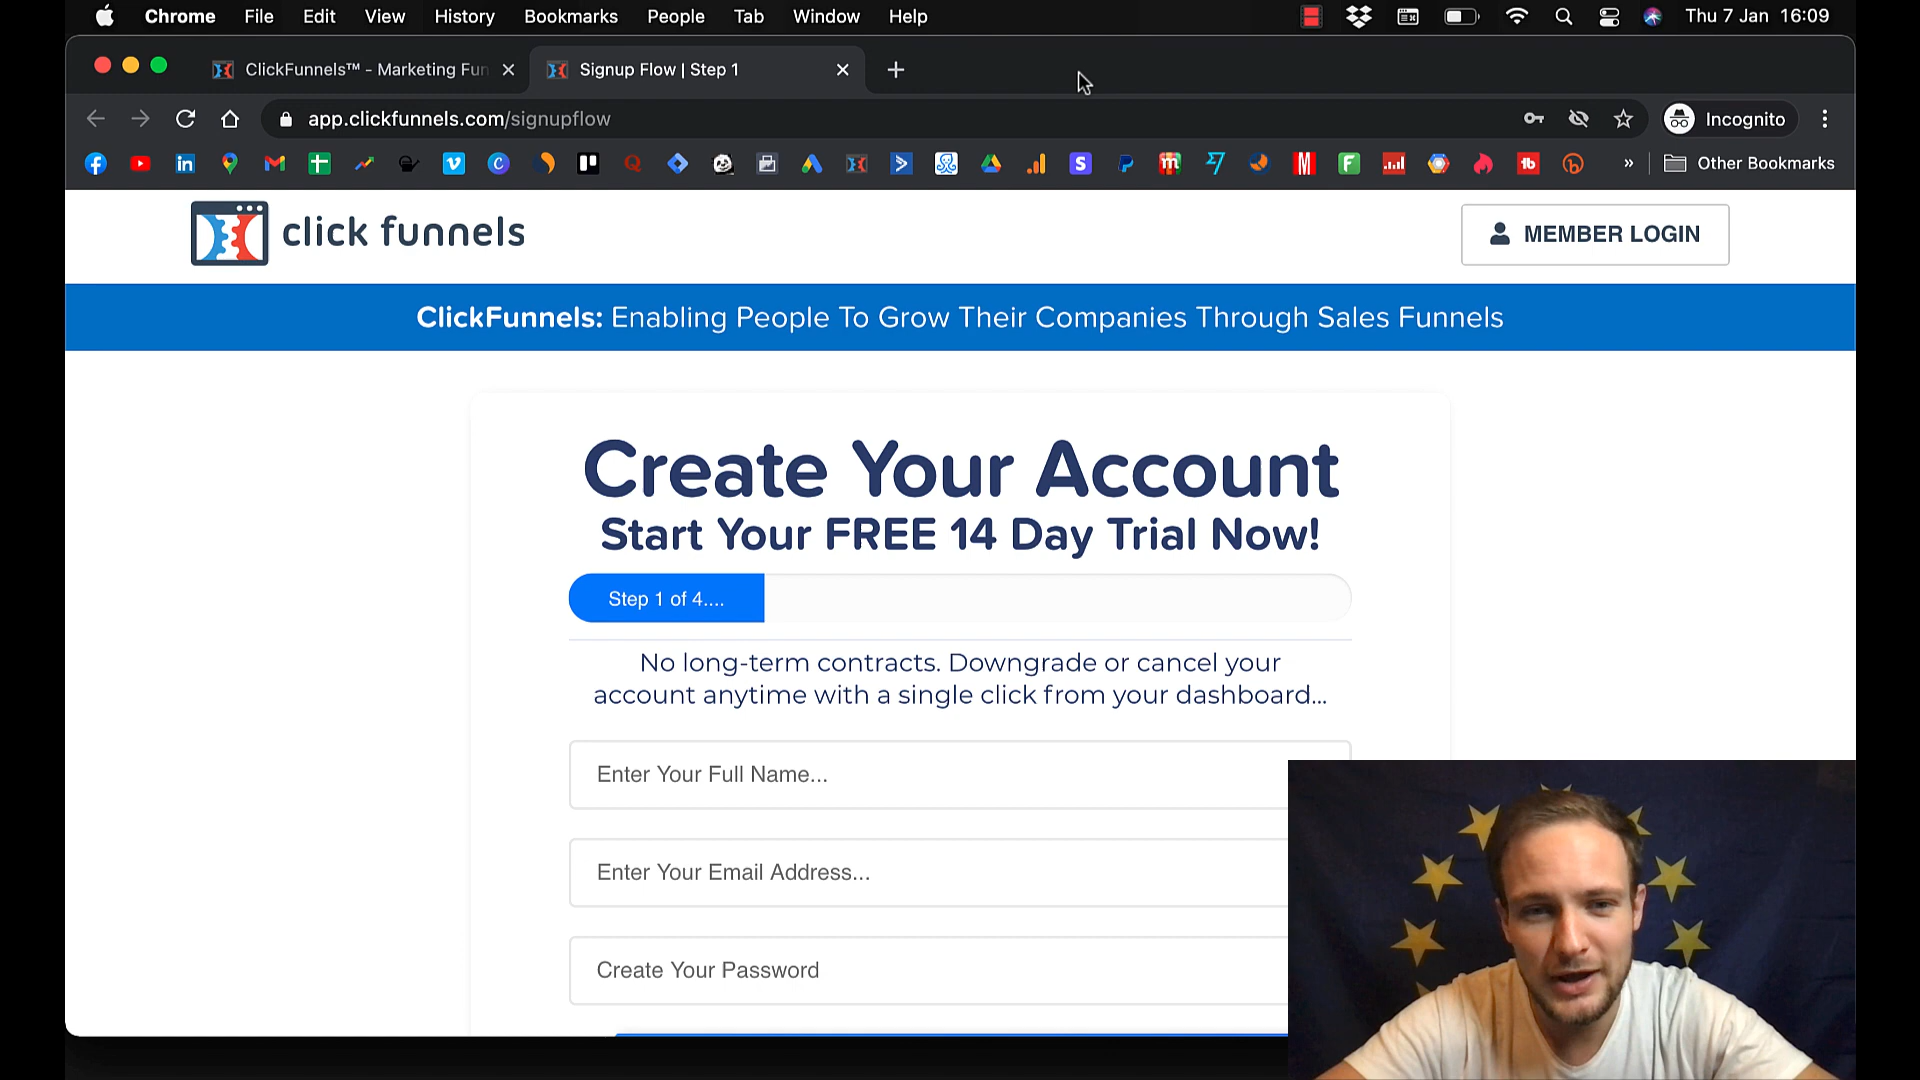 Chrome File Edit View History Bookmarks People Tab Window Help Thu 7 Jan 16:09
ClickFunnels™ - Marketing Fun
Signup Flow | Step 1
app.clickfunnels.com/signupflow
Incognito
» Other Bookmarks
click funnels
MEMBER LOGIN
ClickFunnels: Enabling People To Grow Their Companies Through Sales Funnels
Create Your Account
Start Your FREE 14 Day Trial Now!
Step 1 of 4....
No long-term contracts. Downgrade or cancel your
account anytime with a single click from your dashboard...
Enter Your Full Name...
Enter Your Email Address...
Create Your Password